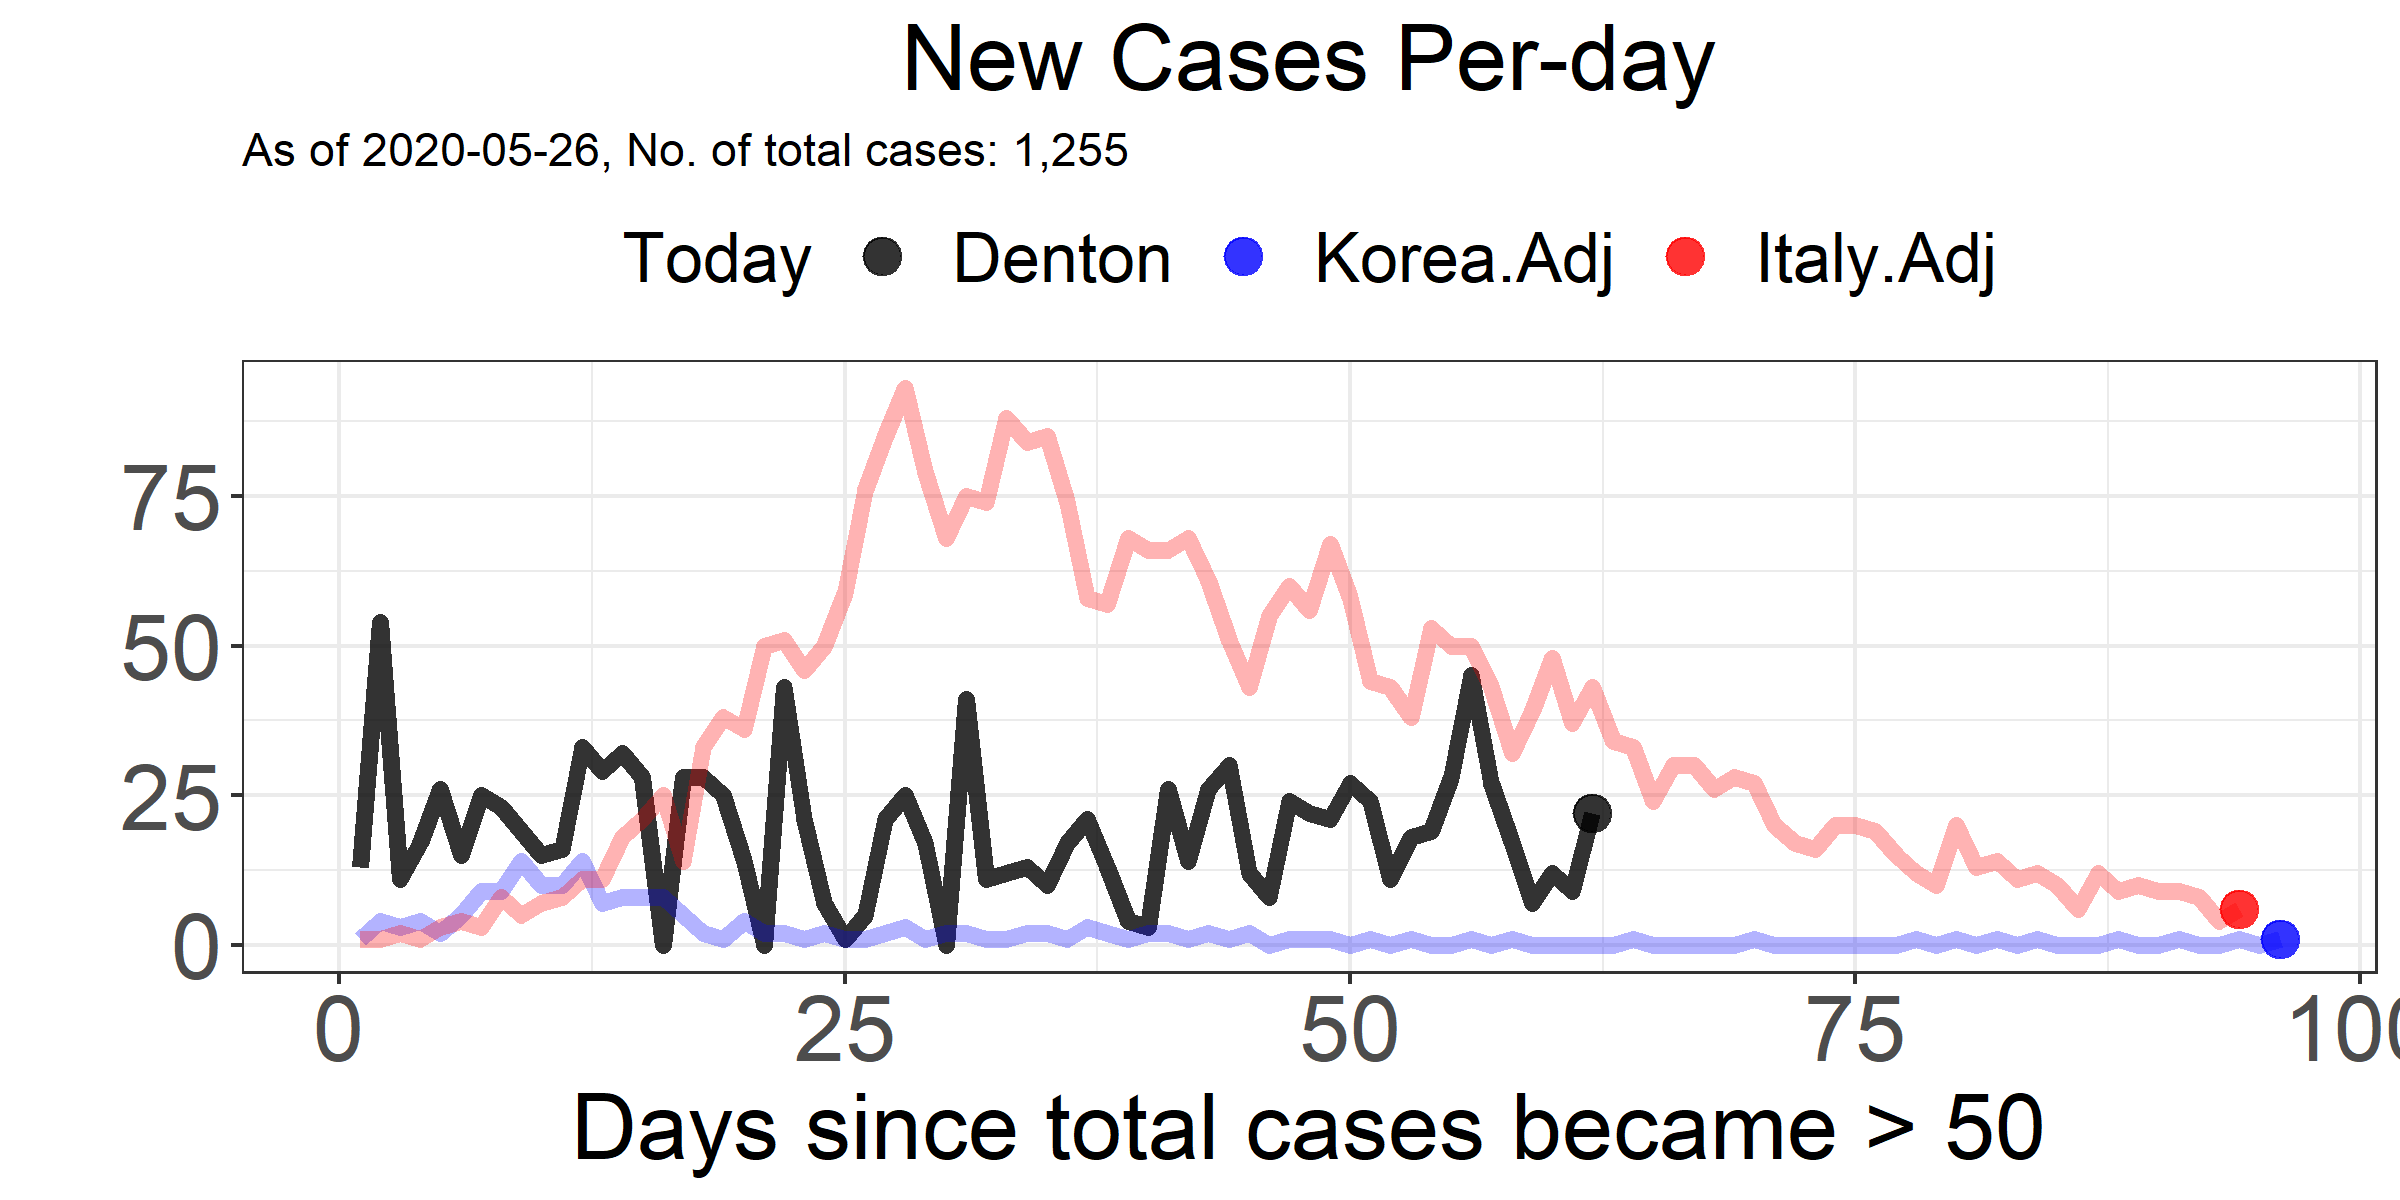 New Cases Per-day
As of 2020-05-26, No. of total cases: 1,255
Today Denton Korea.Adj Italy.Adj
75
50
25
0
0 25 50 75 100
Days since total cases became > 50